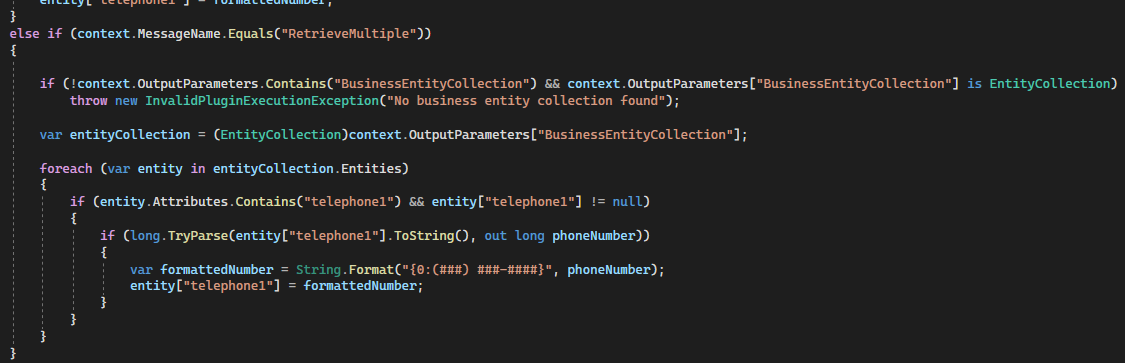 entity["telephone1"] = formattedNumber;
}
else if (context.MessageName.Equals("RetrieveMultiple"))
{
if (!context.OutputParameters.Contains("BusinessEntityCollection") && context.OutputParameters["BusinessEntityCollection"] is EntityCollection)
throw new InvalidPluginExecutionException("No business entity collection found");
var entityCollection = (EntityCollection)context.OutputParameters["BusinessEntityCollection"];
foreach (var entity in entityCollection.Entities)
{
if (entity.Attributes.Contains("telephone1") && entity["telephone1"] != null)
{
if (long.TryParse(entity["telephone1"].ToString(), out long phoneNumber))
{
var formattedNumber = String.Format("{0:(###) ###-####}", phoneNumber);
entity["telephone1"] = formattedNumber;
}
}
}
}